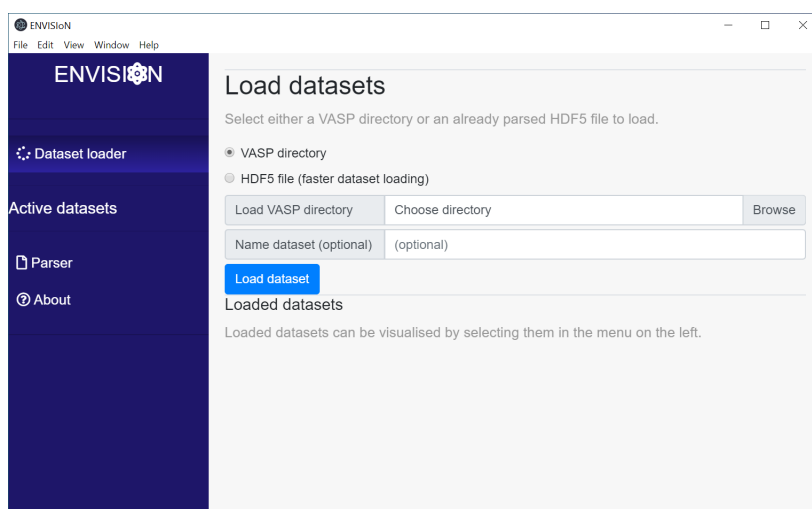 ENVISIoN
File Edit View Window Help
ENVISION
Dataset loader
Active datasets
Parser
About
Load datasets
Select either a VASP directory or an already parsed HDF5 file to load.
VASP directory
HDF5 file (faster dataset loading)
Load VASP directory Choose directory Browse
Name dataset (optional) (optional)
Load dataset
Loaded datasets
Loaded datasets can be visualised by selecting them in the menu on the left.